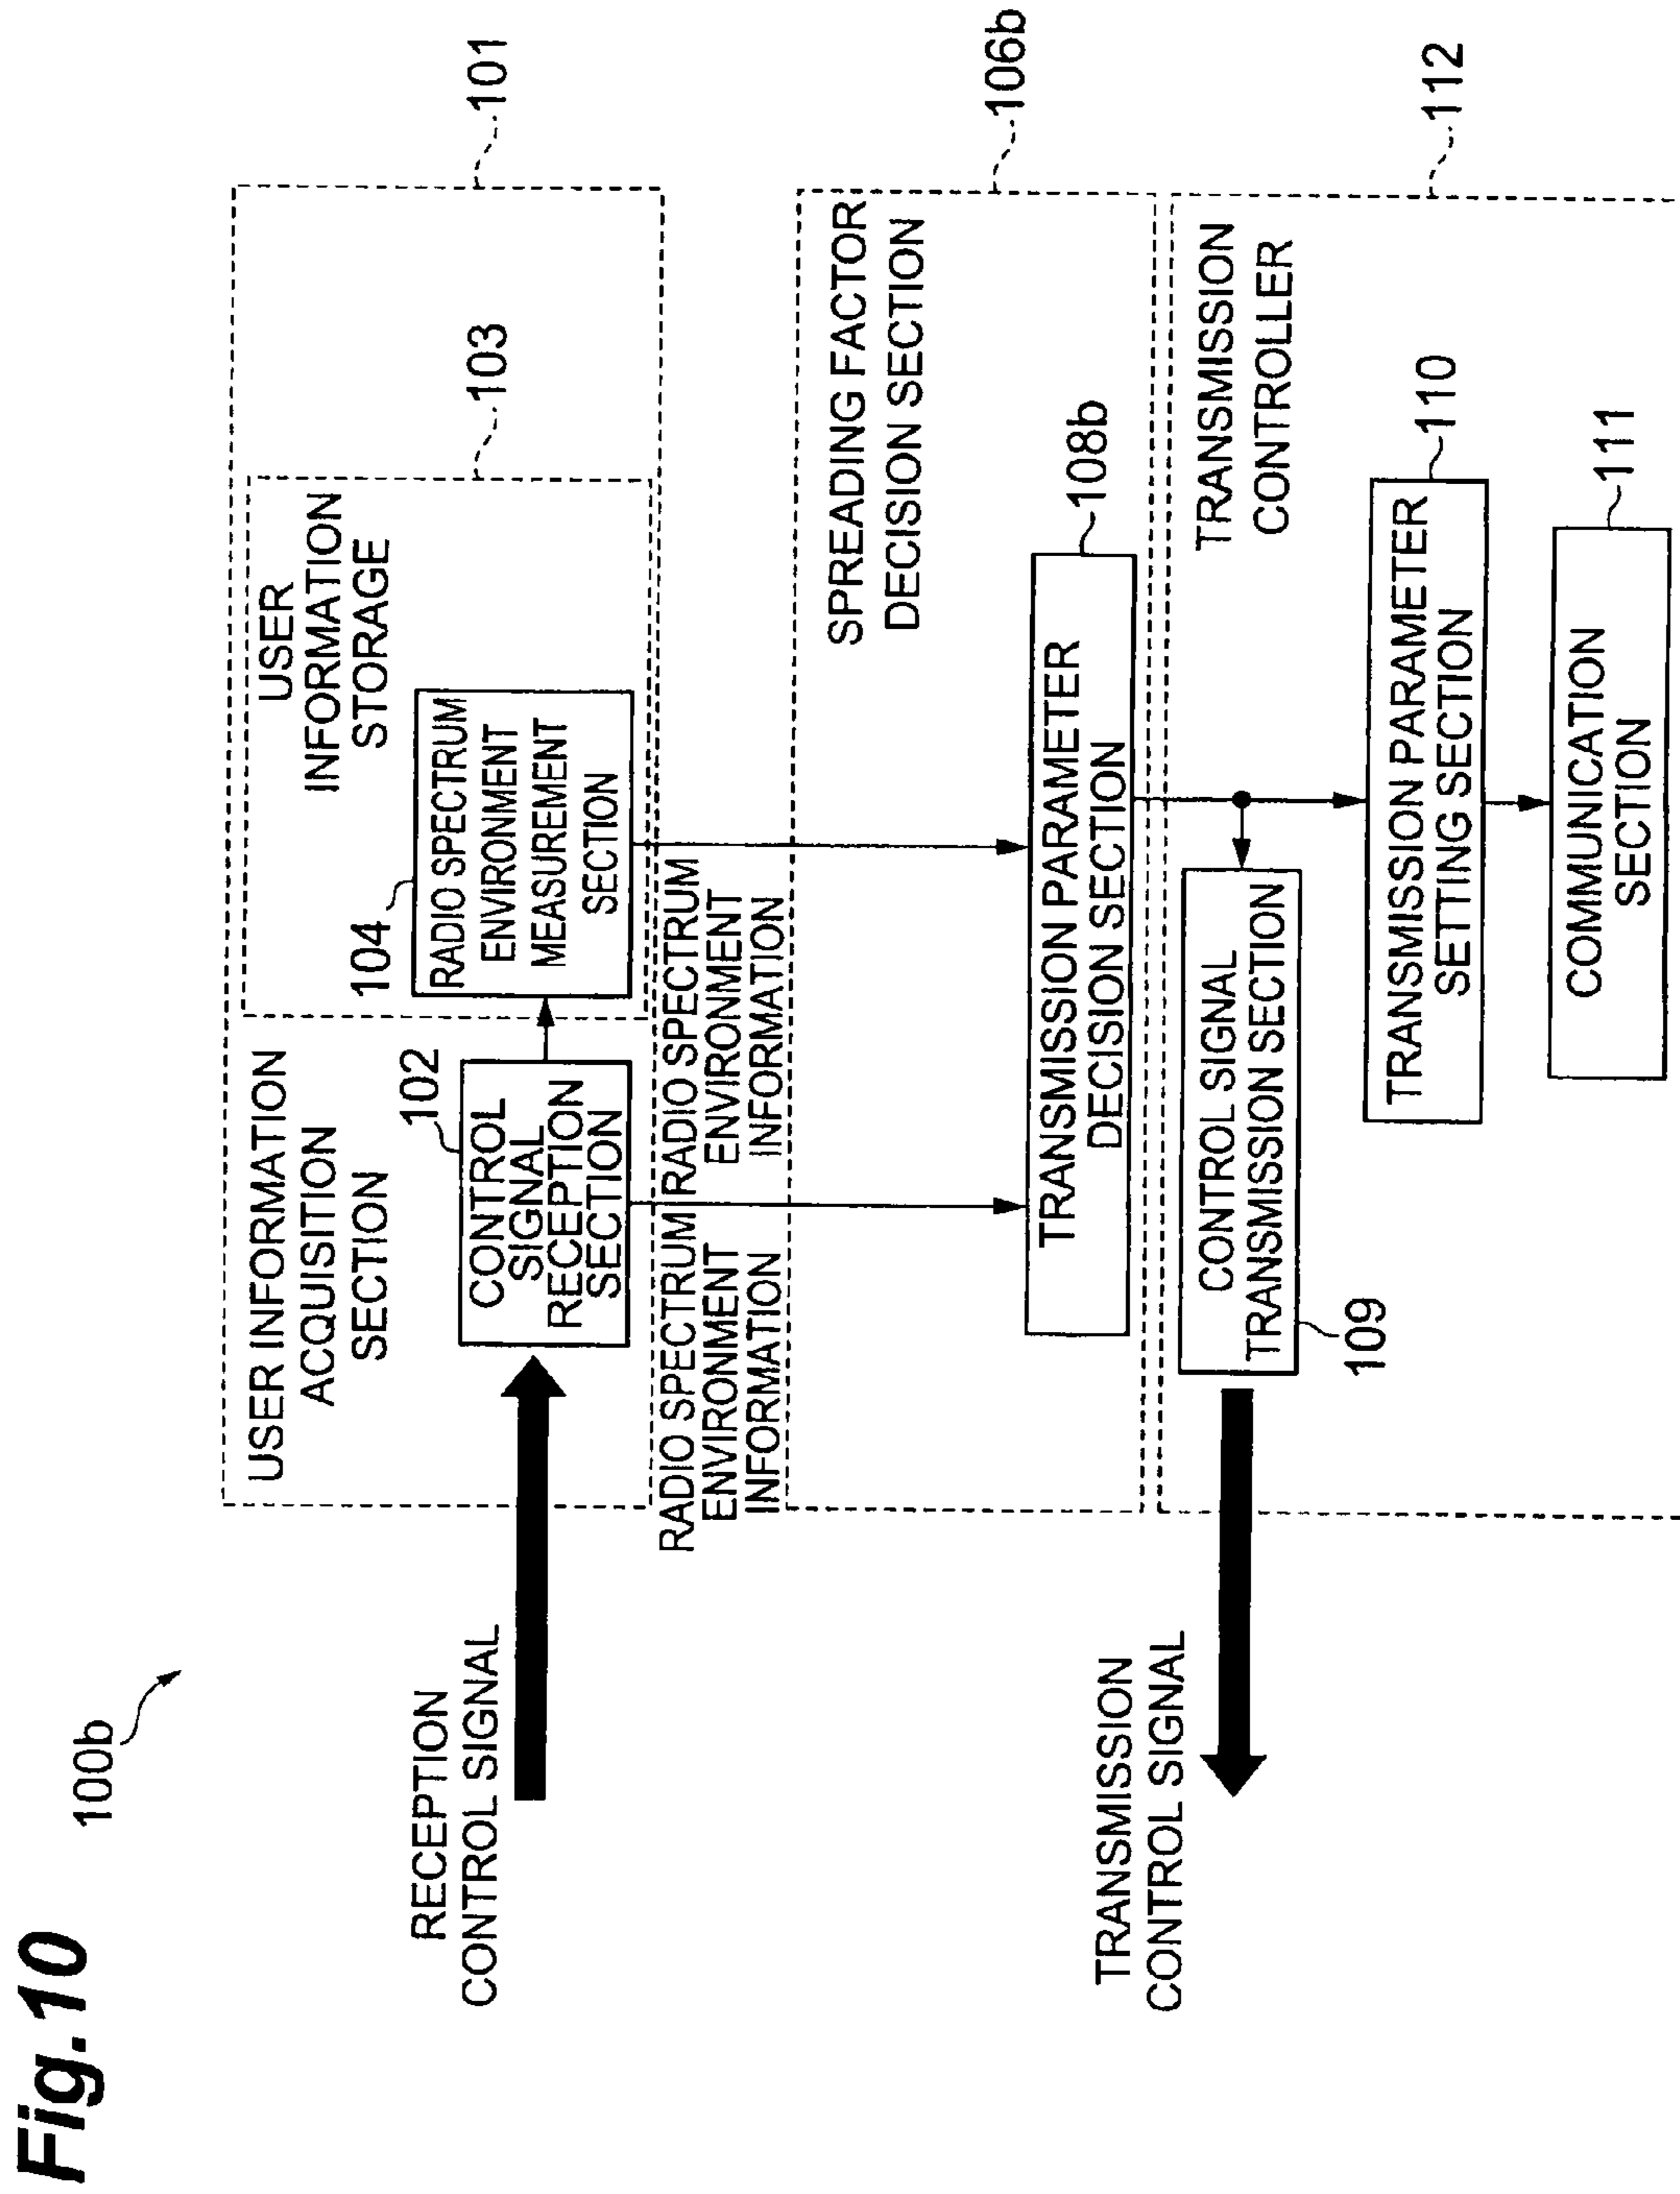 Fig.10
100b
RECEPTION
CONTROL SIGNAL
TRANSMISSION
CONTROL SIGNAL
USER INFORMATION
ACQUISITION
SECTION
101
102
CONTROL
SIGNAL
RECEPTION
SECTION
USER
INFORMATION
STORAGE
103
104
RADIO SPECTRUM
ENVIRONMENT
MEASUREMENT
SECTION
RADIO SPECTRUM
ENVIRONMENT
INFORMATION
RADIO SPECTRUM
ENVIRONMENT
INFORMATION
SPREADING FACTOR
DECISION SECTION
106b
TRANSMISSION PARAMETER
DECISION SECTION
108b
TRANSMISSION
CONTROLLER
112
CONTROL SIGNAL
TRANSMISSION SECTION
109
TRANSMISSION PARAMETER
SETTING SECTION
110
COMMUNICATION
SECTION
111